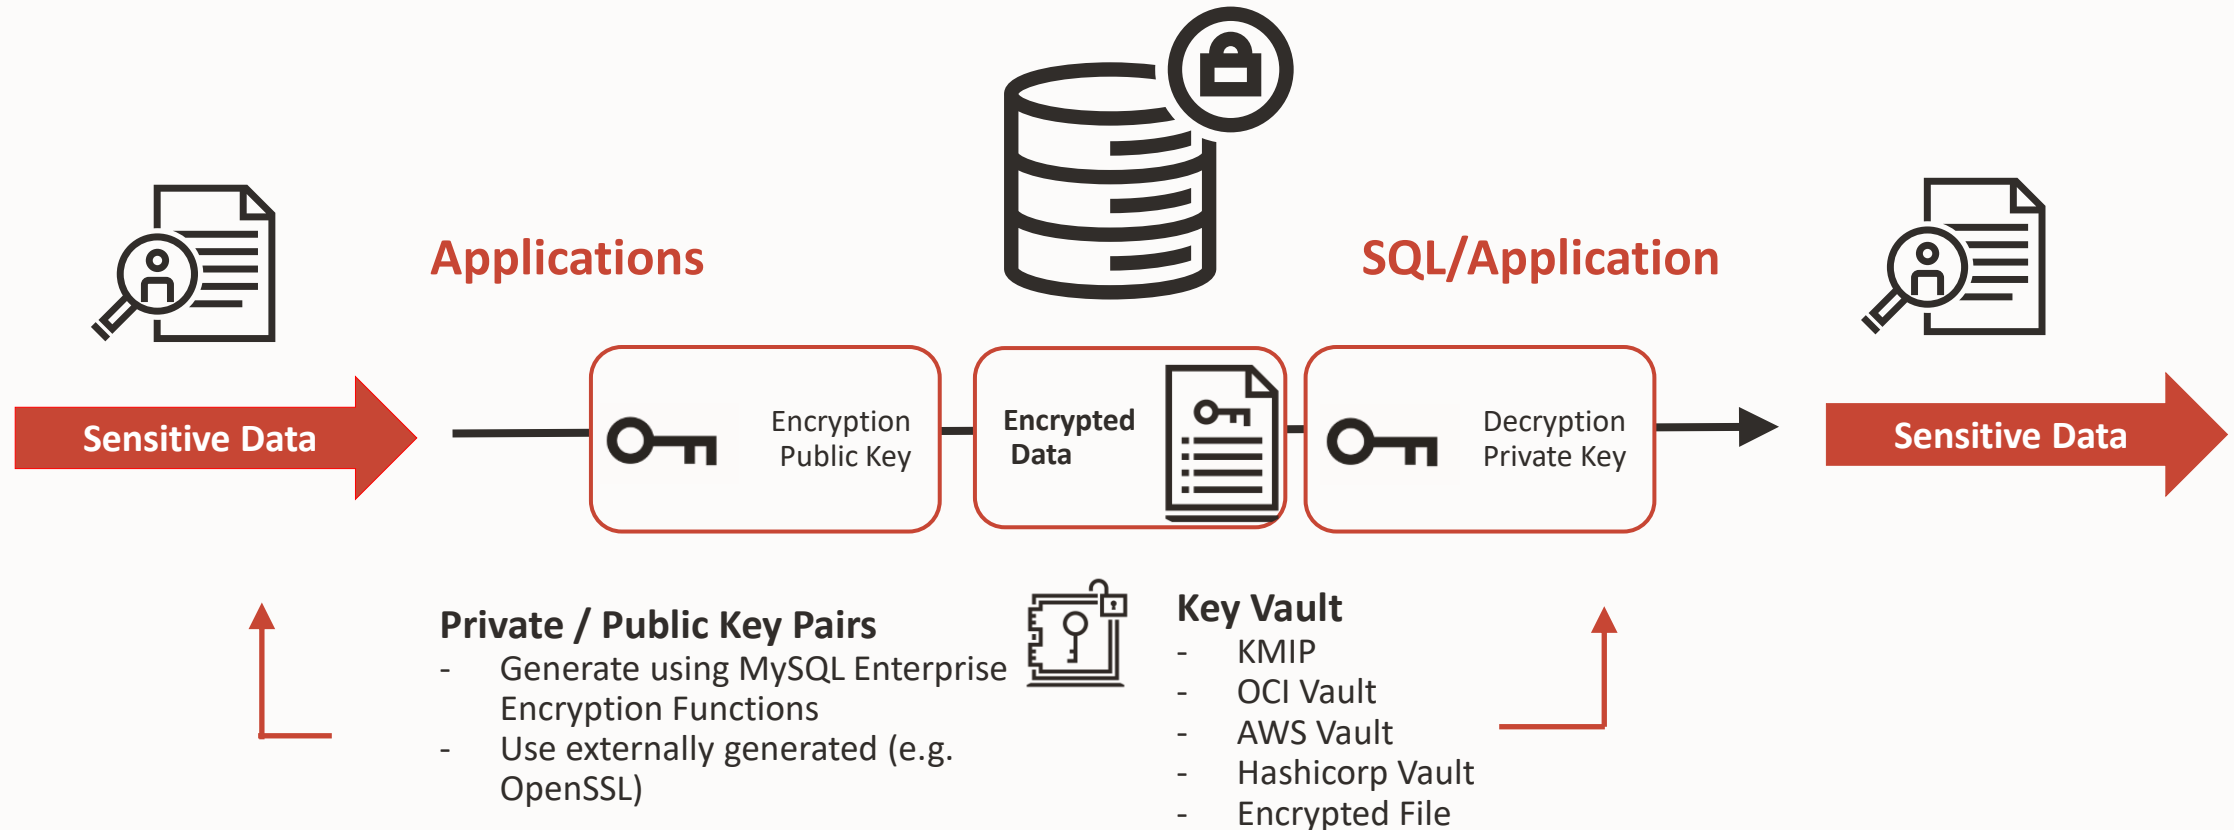 Applications
SQL/Application
Sensitive Data
Encryption
Public Key
Encrypted
Data
Decryption
Private Key
Sensitive Data
Private / Public Key Pairs
- Generate using MySQL Enterprise
Encryption Functions
- Use externally generated (e.g.
OpenSSL)
Key Vault
- KMIP
- OCI Vault
- AWS Vault
- Hashicorp Vault
- Encrypted File